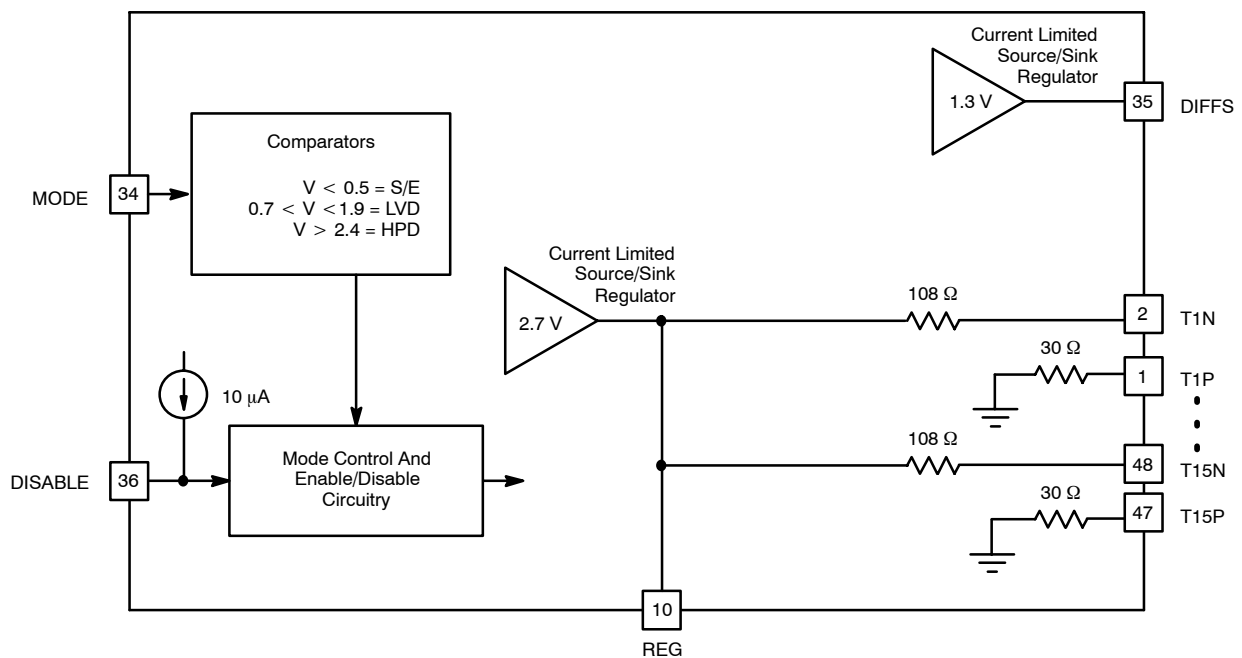 Current Limited
Source/Sink
Regulator
1.3 V
35
DIFFS
Comparators
V < 0.5 = S/E
0.7 < V <1.9 = LVD
V > 2.4 = HPD
MODE
34
Current Limited
Source/Sink
Regulator
2.7 V
108 Ω
2
T1N
30 Ω
1
T1P
10 μA
108 Ω
48
T15N
DISABLE
36
Mode Control And
Enable/Disable
Circuitry
30 Ω
47
T15P
10
REG